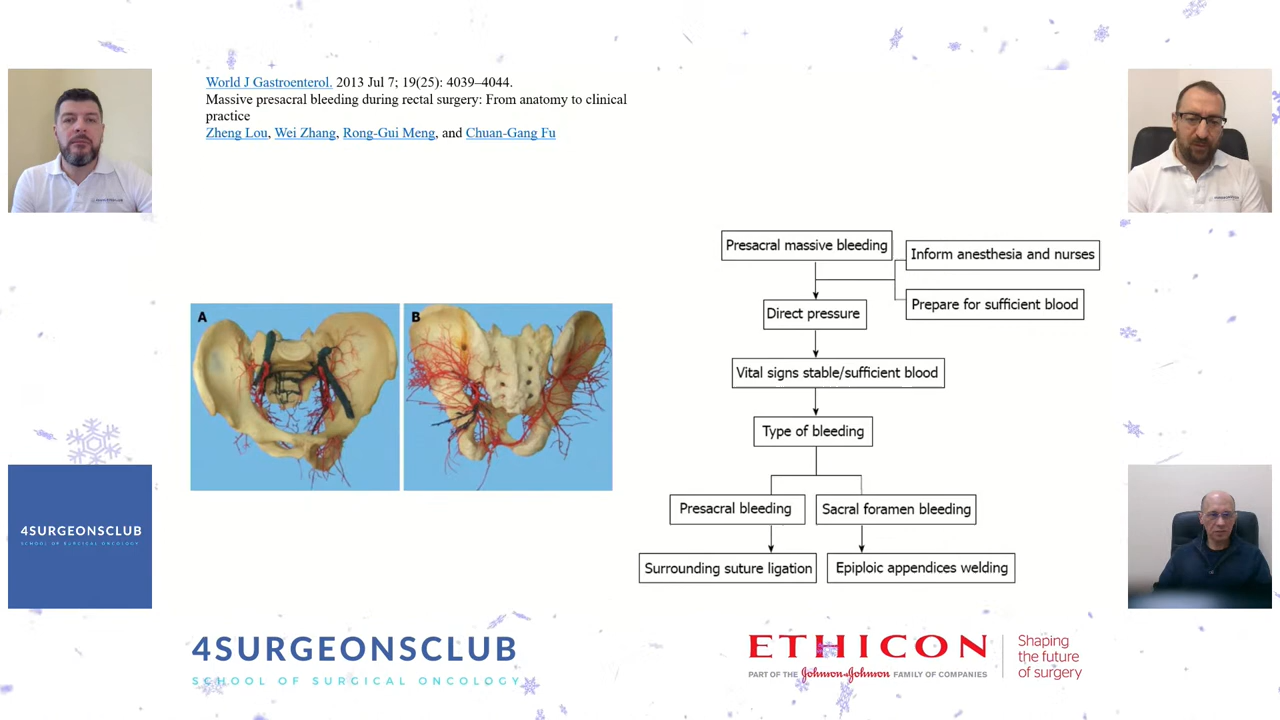 World J Gastroenterol. 2013 Jul 7; 19(25): 4039–4044.
Massive presacral bleeding during rectal surgery: From anatomy to clinical
practice
Zheng Lou, Wei Zhang, Rong-Gui Meng, and Chuan-Gang Fu
A
B
Presacral massive bleeding
Inform anesthesia and nurses
Prepare for sufficient blood
Direct pressure
Vital signs stable/sufficient blood
Type of bleeding
Presacral bleeding
Sacral foramen bleeding
Surrounding suture ligation
Epiploic appendices welding
4SURGEONSCLUB
SCHOOL OF SURGICAL ONCOLOGY
4SURGEONSCLUB
SCHOOL OF SURGICAL ONCOLOGY
ETHICON
PART OF THE Johnson & Johnson FAMILY OF COMPANIES
Shaping
the future
of surgery